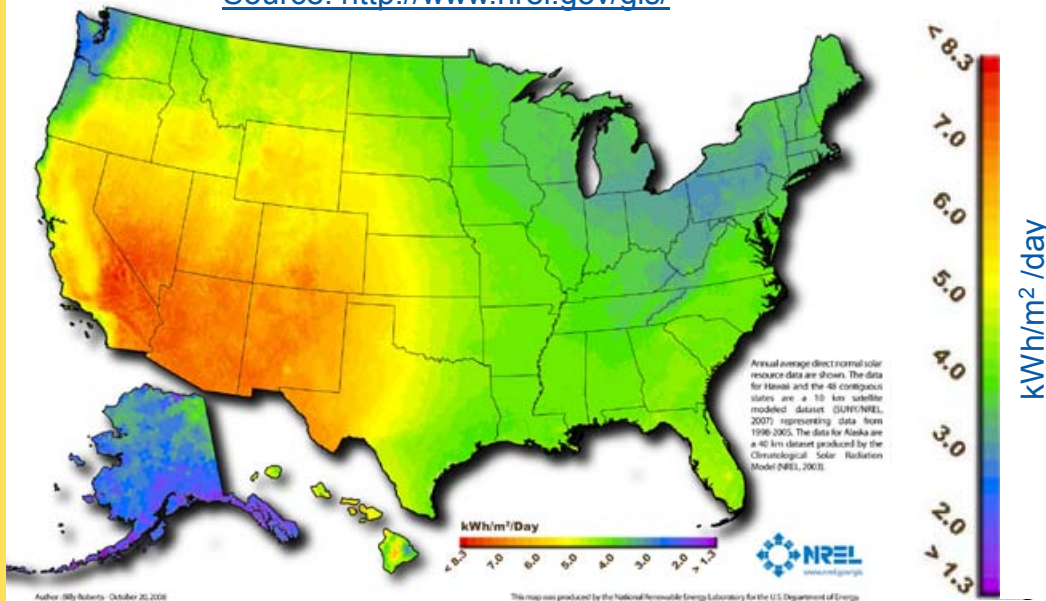 Source: http://www.nrel.gov/gis/
< 8.3
7.0
6.0
5.0
4.0
3.0
2.0
> 1.3
kWh/m² /day
Annual average direct normal solar
resource data are shown. The data
for Hawaii and the 48 contiguous
states are a 10 km satellite
modeled dataset (SUNY/NREL,
2007) representing data from
1998-2005. The data for Alaska are
a 40 km dataset produced by the
Climatological Solar Radiation
Model (NREL, 2003).
kWh/m²/Day
< 8.3
7.0
6.0
5.0
4.0
3.0
2.0
> 1.3
NREL
www.nrel.gov/gis
Author: Billy Roberts - October 20, 2008
This map was produced by the National Renewable Energy Laboratory for the U.S. Department of Energy.